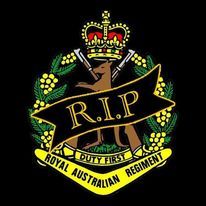 R.I.P
DUTY FIRST
ROYAL AUSTRALIAN REGIMENT